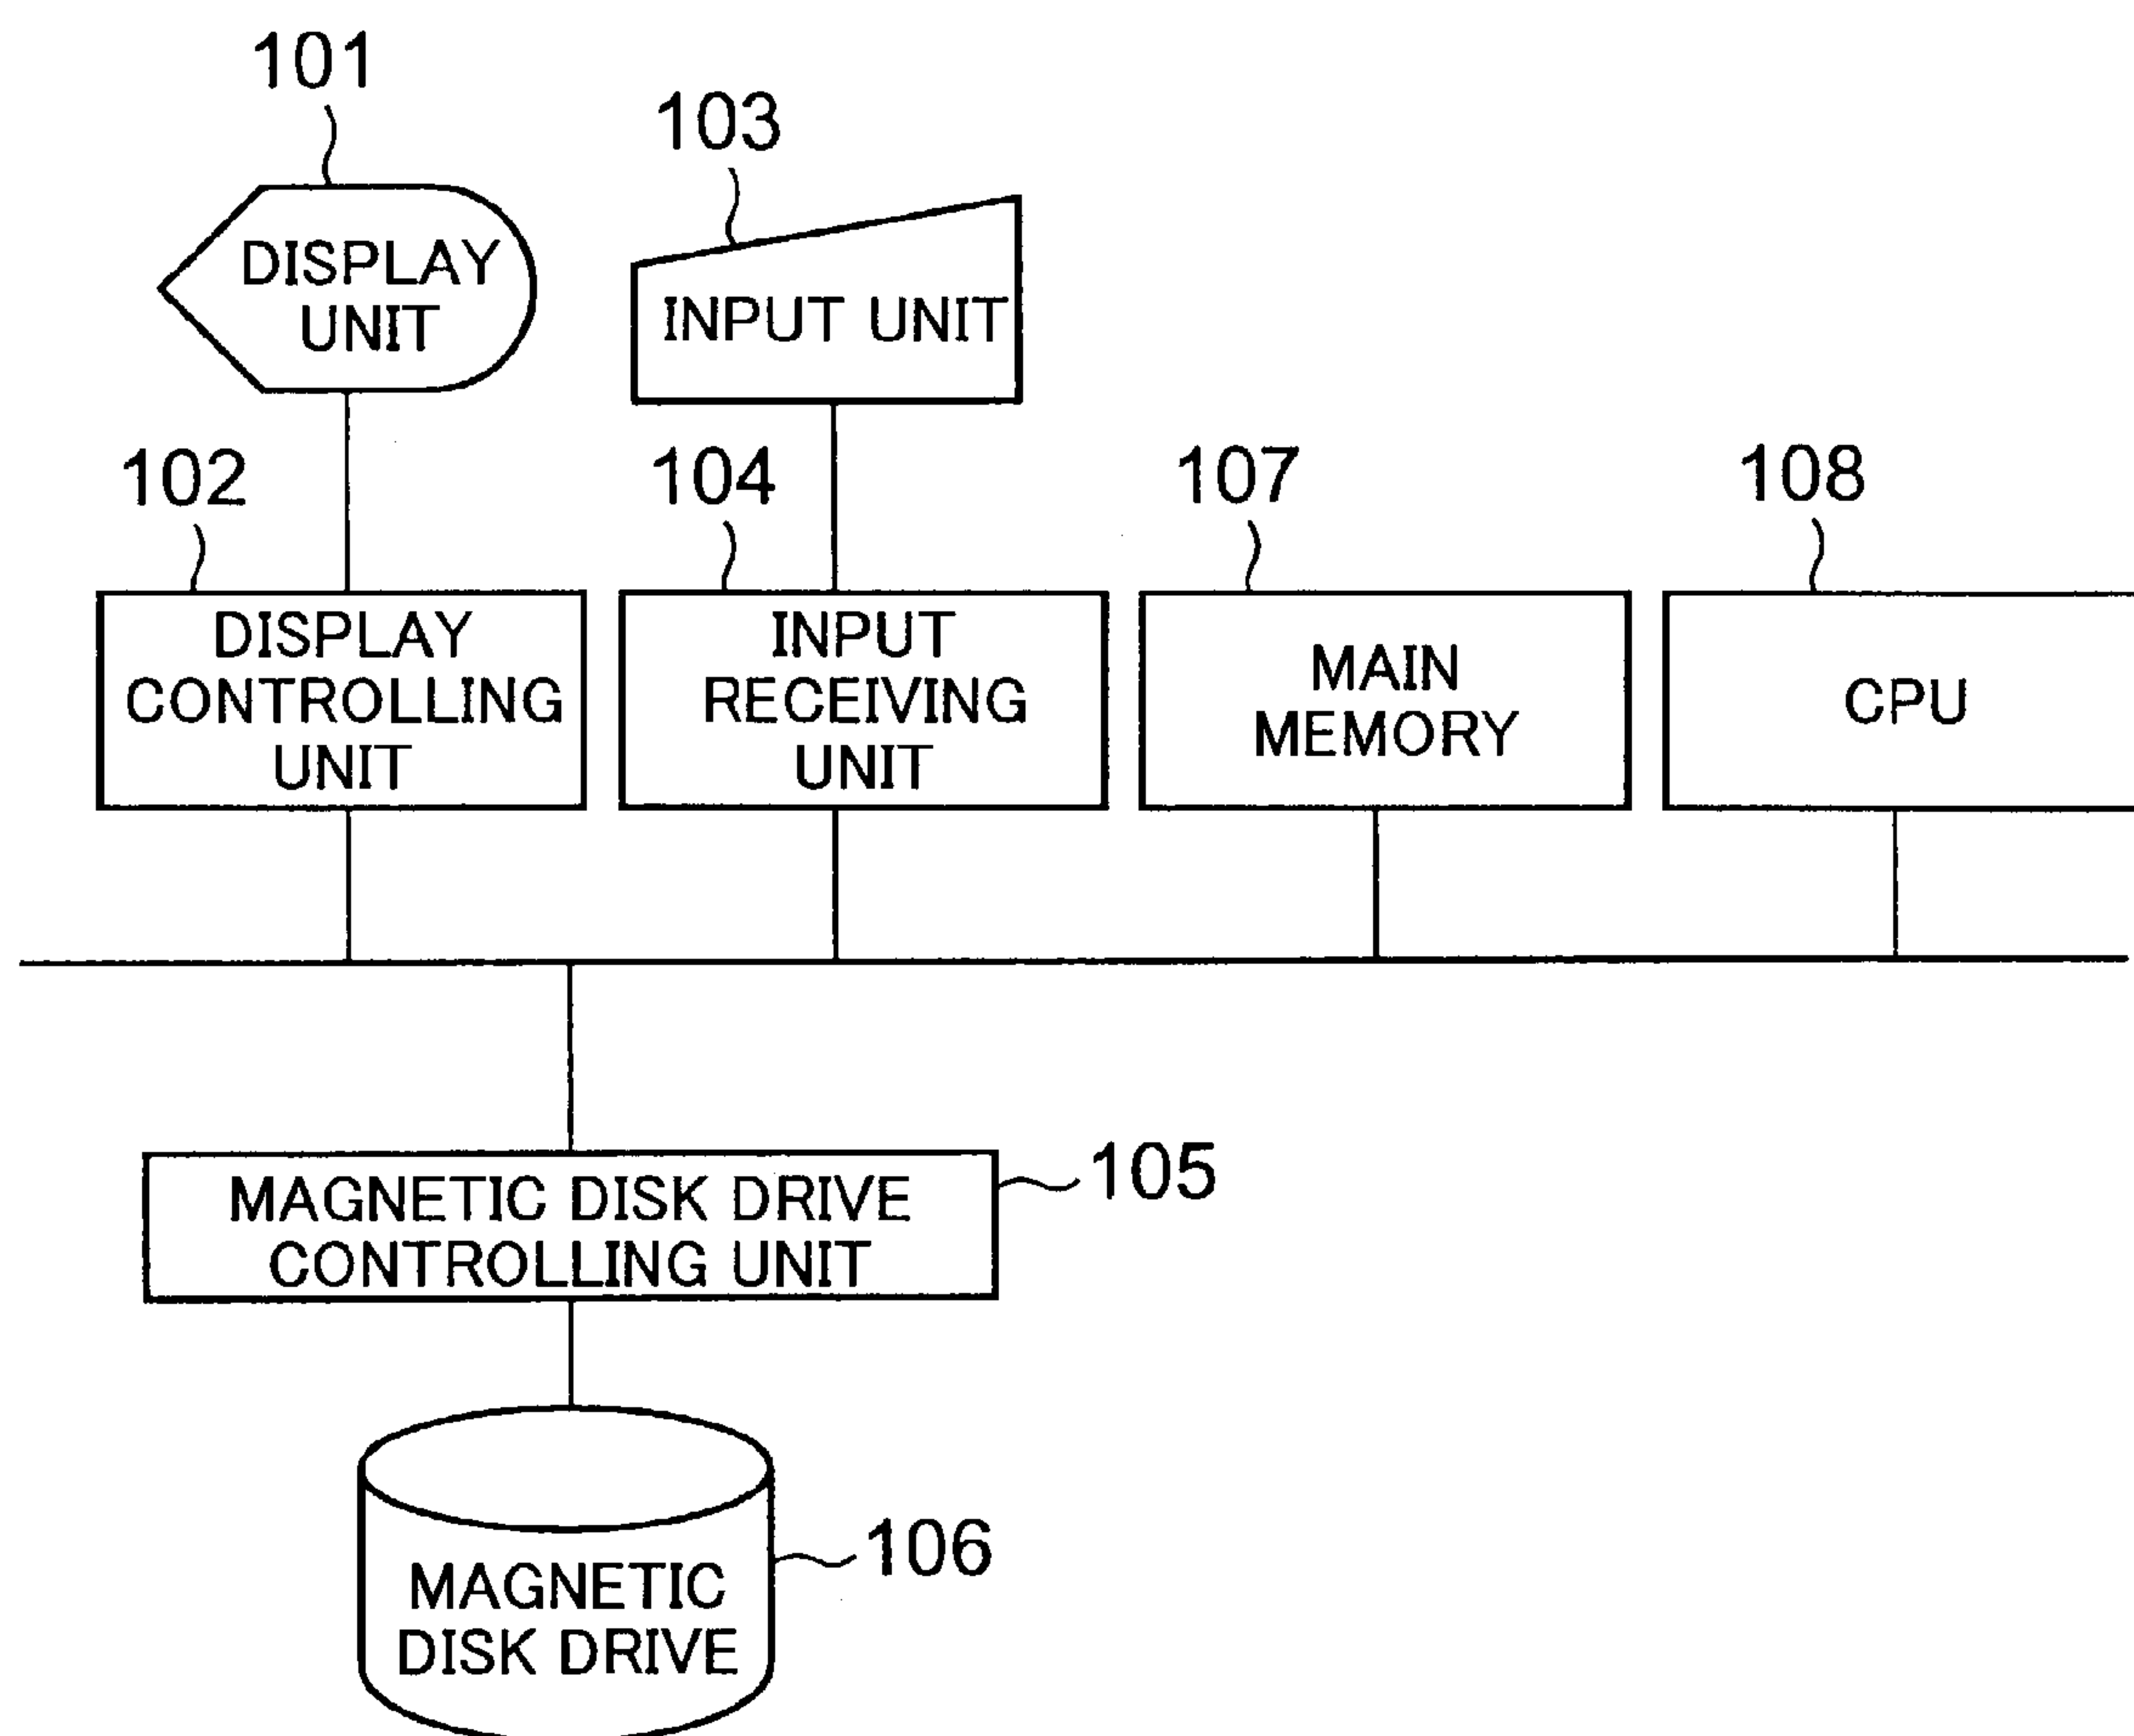 101
103
DISPLAY
UNIT
INPUT UNIT
102
104
107
108
DISPLAY
CONTROLLING
UNIT
INPUT
RECEIVING
UNIT
MAIN
MEMORY
CPU
MAGNETIC DISK DRIVE
CONTROLLING UNIT
105
MAGNETIC
DISK DRIVE
106